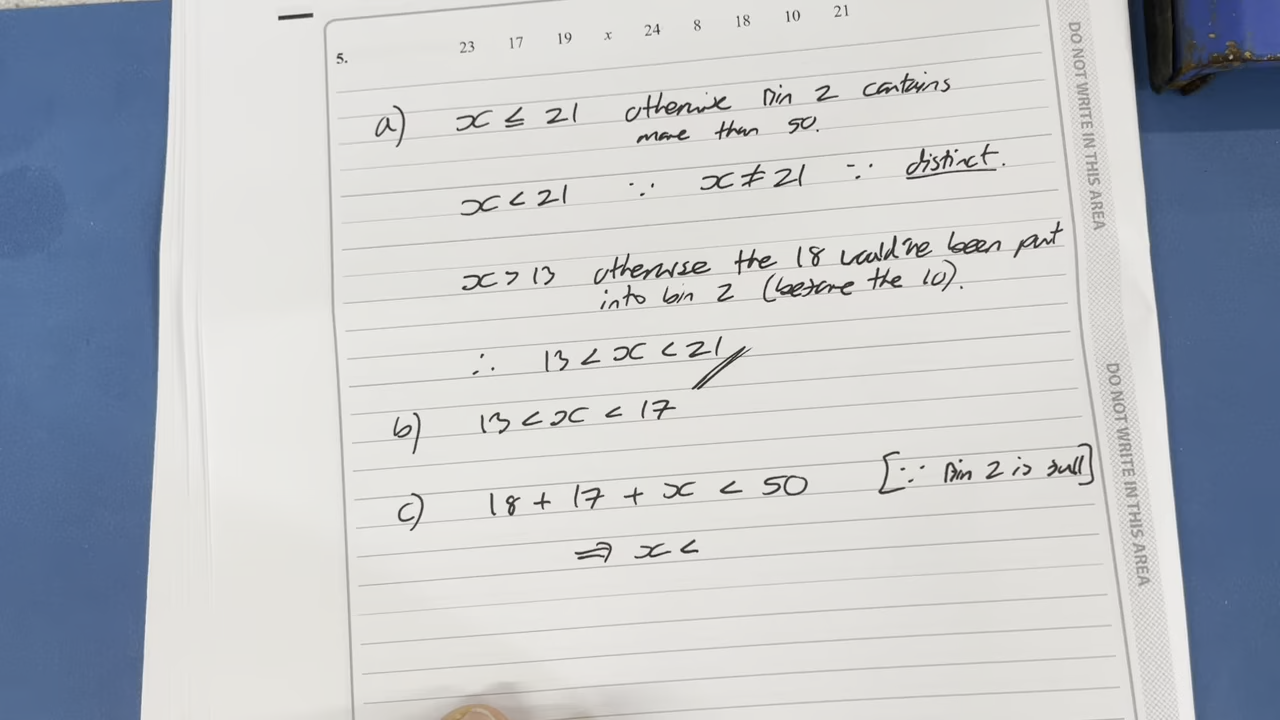 5.
23 17 19 x 24 8 18 10 21
a) x ≤ 21 otherwise Bin 2 contains
more than 50.
x < 21 ∵ x ≠ 21 ∵ distinct.
x > 13 otherwise the 18 would've been put
into bin 2 (before the 10).
∴ 13 < x < 21
b) 13 < x < 17
c) 18 + 17 + x < 50 [∵ Bin 2 is full]
⇒ x <
DO NOT WRITE IN THIS AREA
DO NOT WRITE IN THIS AREA